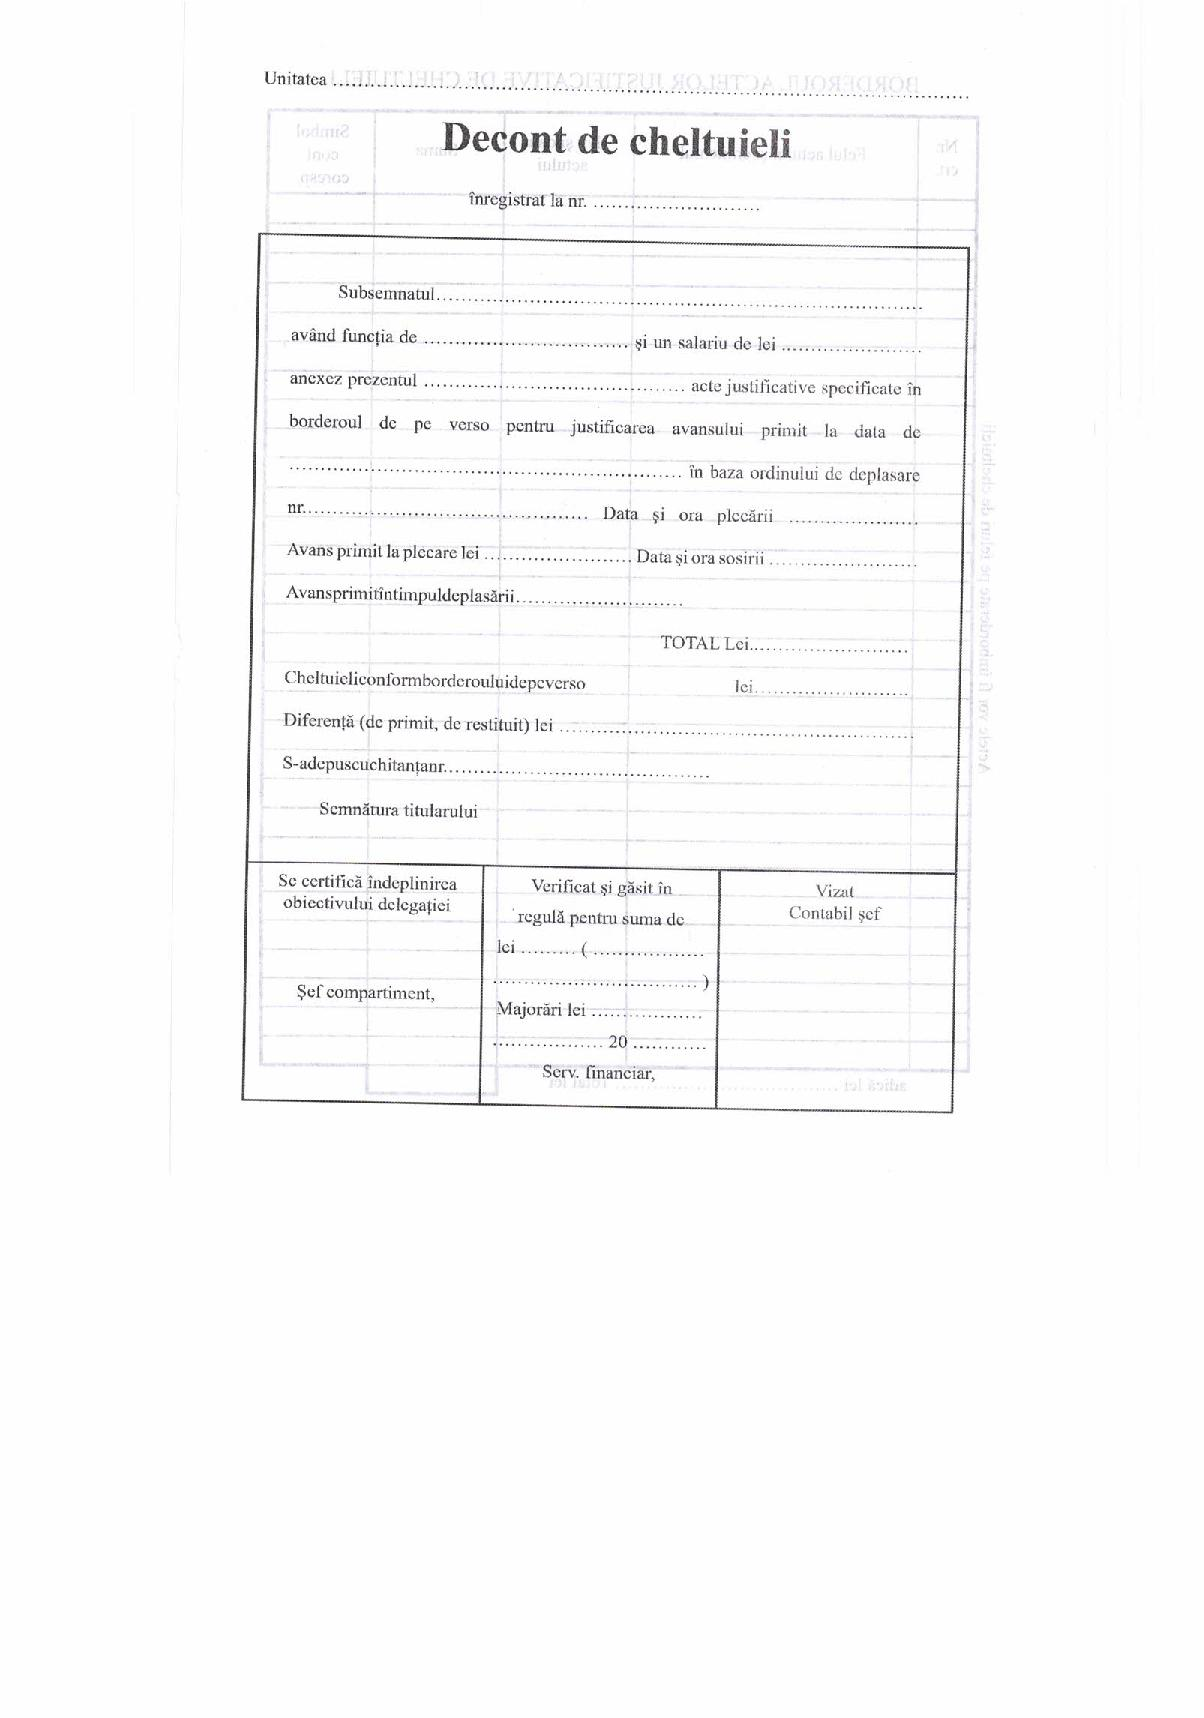 Unitatea ................................................................
Decont de cheltuieli
înregistrat la nr. ...........................
Subsemnatul................................................................
având funcția de ................................. și un salariu de lei .......................
anexez prezentul .......................................... acte justificative specificate în
borderoul de pe verso pentru justificarea avansului primit la data de
............................................................... în baza ordinului de deplasare
nr.............................................. Data și ora plecării .....................
Avans primit la plecare lei ........................ Data și ora sosirii ........................
Avansprimitîntimpuldeplasării...........................
TOTAL Lei..........................
Cheltuieliconformborderouluidepeverso lei.........................
Diferență (de primit, de restituit) lei .........................................................
S-adepuscuchitanțanr...........................................
Semnătura titularului
Se certifică îndeplinirea
obiectivului delegației
Șef compartiment,
Verificat și găsit în
regulă pentru suma de
lei ......... ( ..................
................................. )
Majorări lei ..................
.................. 20 ............
Serv. financiar,
Vizat
Contabil șef